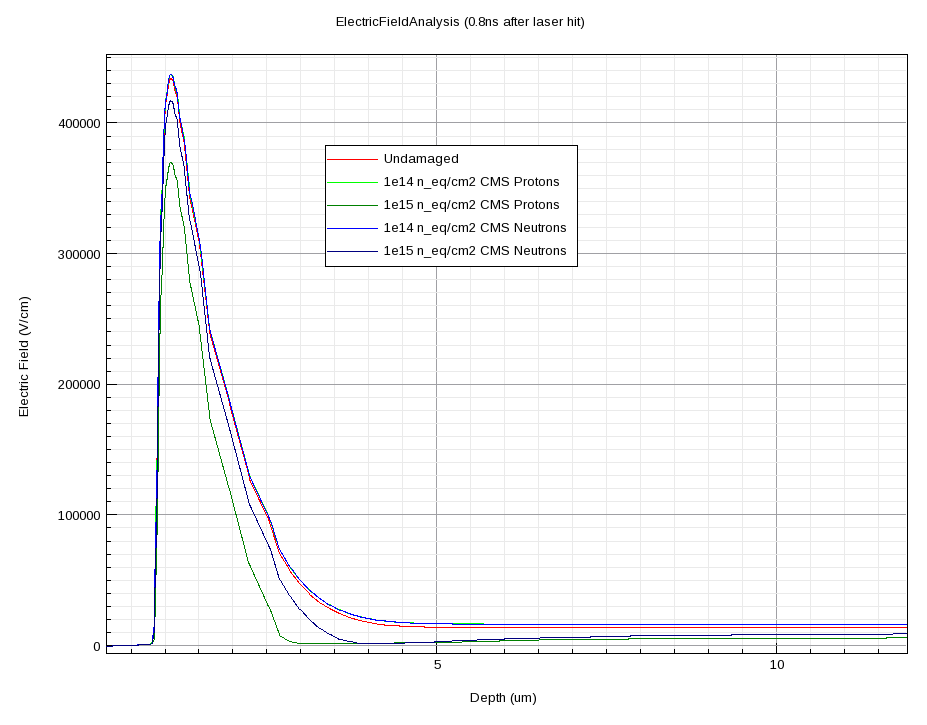 ElectricFieldAnalysis (0.8ns after laser hit)
Electric Field (V/cm)
400000
300000
200000
100000
0
Undamaged
1e14 n_eq/cm2 CMS Protons
1e15 n_eq/cm2 CMS Protons
1e14 n_eq/cm2 CMS Neutrons
1e15 n_eq/cm2 CMS Neutrons
5
10
Depth (um)